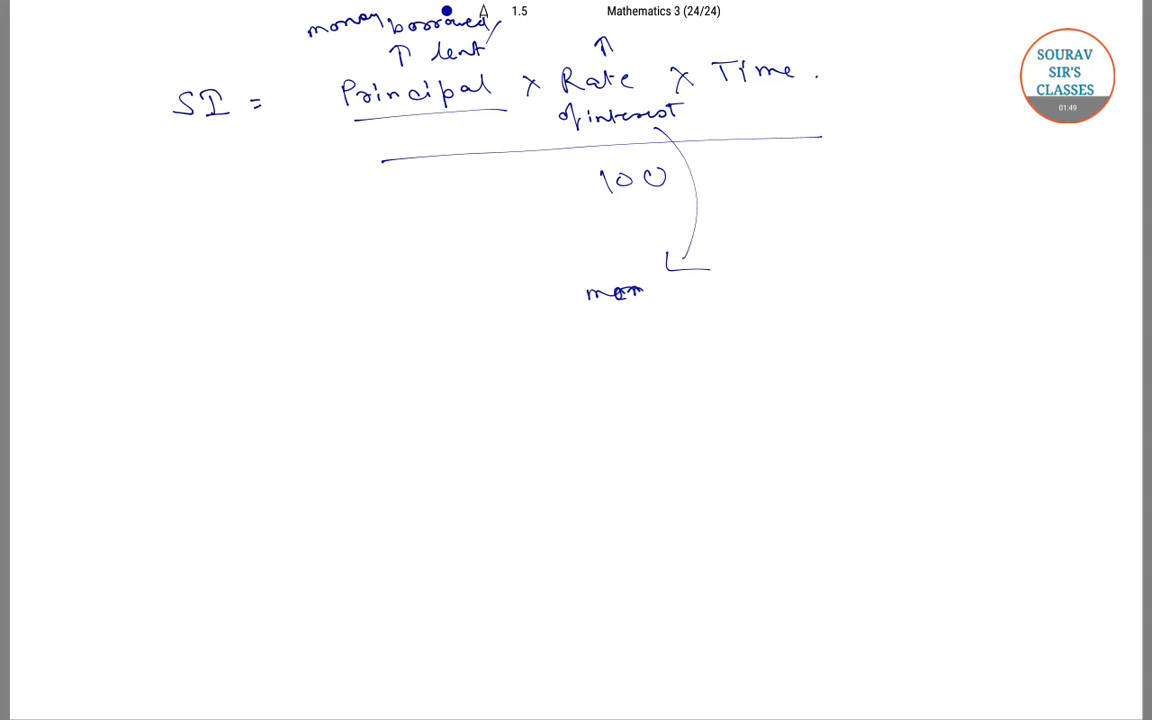 1.5 Mathematics 3 (24/24)
money borrowed/
lent
SI = Principal × Rate × Time.
of interest
100
SOURAV
SIR'S
CLASSES
01:49